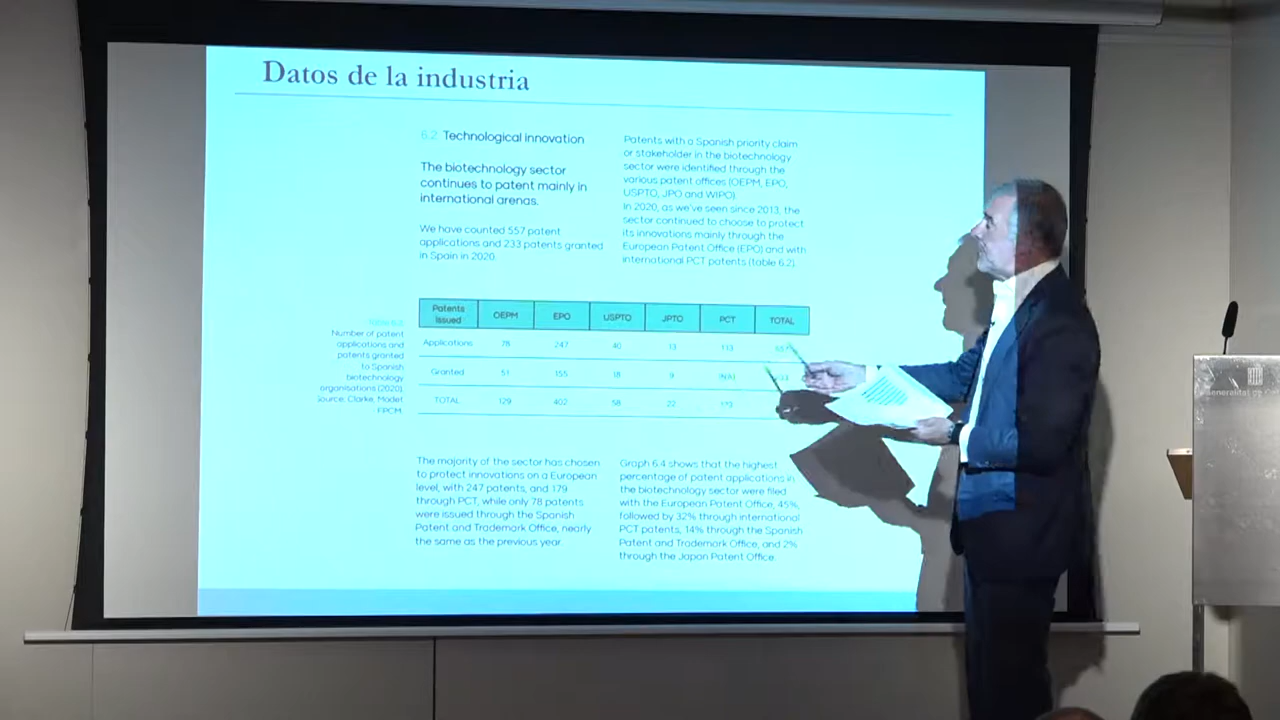 Datos de la industria
6.2 Technological innovation
The biotechnology sector
continues to patent mainly in
international arenas.
We have counted 557 patent
applications and 233 patents granted
in Spain in 2020.
Patents with a Spanish priority claim
or stakeholder in the biotechnology
sector were identified through the
various patent offices (OEPM, EPO,
USPTO, JPO and WIPO).
In 2020, as we've seen since 2013, the
sector continued to choose to protect
its innovations mainly through the
European Patent Office (EPO) and with
international PCT patents (table 6.2).
Number of patent
applications and
patents granted
to Spanish
biotechnology
organisations (2020).
Source, Clarke, Modet
Patents issued OEPM EPO USPTO JPTO PCT TOTAL
Applications 78 247 40 13
Granted 51 155 18 9 (NA)
TOTAL 129 402 58 22
The majority of the sector has chosen
to protect innovations on a European
level, with 247 patents, and 179
through PCT, while only 78 patents
were issued through the Spanish
Patent and Trademark Office, nearly
the same as the previous year.
Graph 6.4 shows that the highest
percentage of patent applications in
the biotechnology sector were filed
with the European Patent Office, 45%,
followed by 32% through international
PCT patents, 14% through the Spanish
Patent and Trademark Office, and 2%
through the Japan Patent Office.
Generalitat de